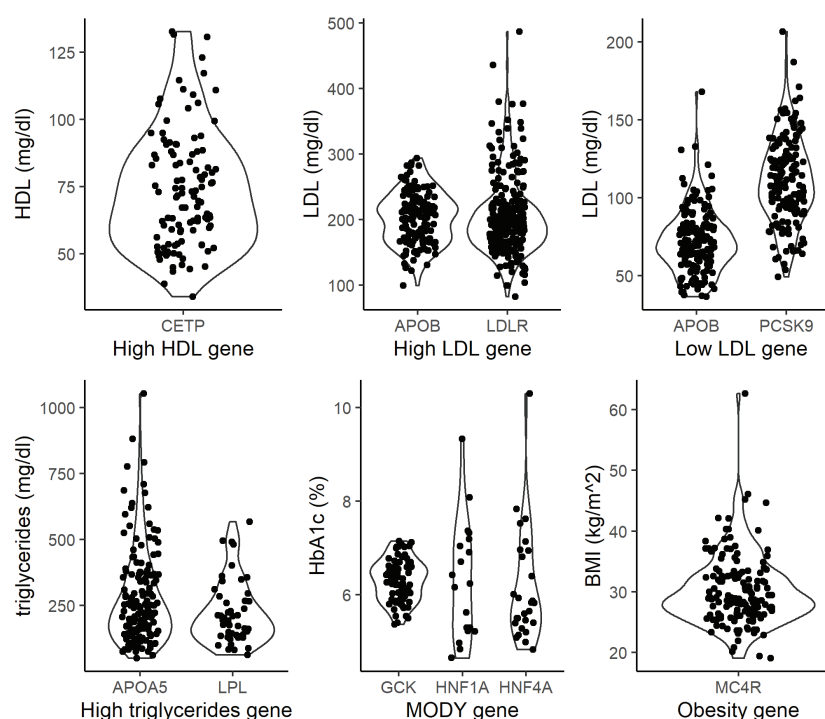 HDL (mg/dl)
125
100
75
50
CETP
High HDL gene
LDL (mg/dl)
500
400
300
200
100
APOB LDLR
High LDL gene
LDL (mg/dl)
200
150
100
50
APOB PCSK9
Low LDL gene
triglycerides (mg/dl)
1000
750
500
250
APOA5 LPL
High triglycerides gene
HbA1c (%)
10
8
6
GCK HNF1A HNF4A
MODY gene
BMI (kg/m^2)
60
50
40
30
20
MC4R
Obesity gene